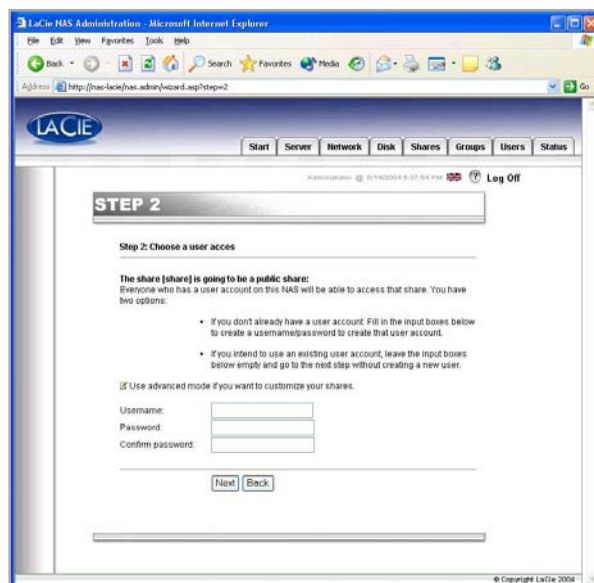 LaCie NAS Administration - Microsoft Internet Explorer
File Edit View Favorites Tools Help
Back Search Favorites Media
Address http://nas-lacie/nas.admin/wizard.asp?step=2 Go
LACIE
Start Server Network Disk Shares Groups Users Status
Administrator @ 5/14/2004 Log Off
STEP 2
Step 2: Choose a user acces
The share [share] is going to be a public share:
Everyone who has a user account on this NAS will be able to access that share. You have
two options:
• If you don't already have a user account. Fill in the input boxes below
to create a username/password to create that user account.
• If you intend to use an existing user account, leave the input boxes
below empty and go to the next step without creating a new user.
Use advanced mode if you want to customize your shares.
Username:
Password:
Confirm password:
Next Back
© Copyright LaCie 2004